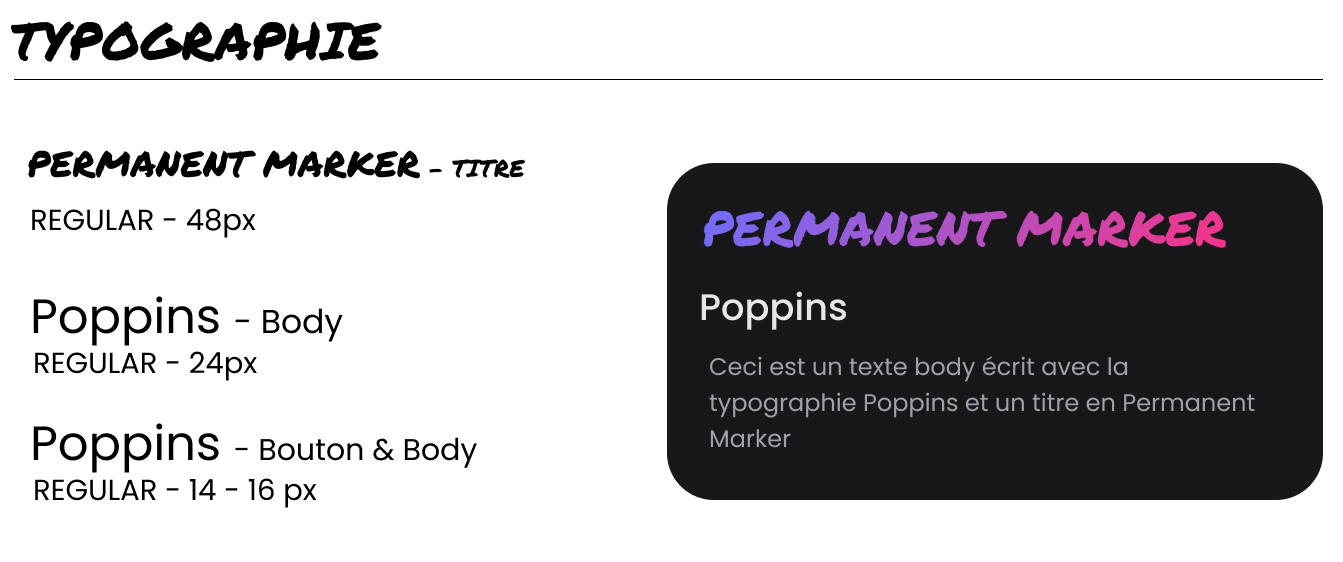 TYPOGRAPHIE
PERMANENT MARKER - TITRE
REGULAR - 48px
Poppins - Body
REGULAR - 24px
Poppins - Bouton & Body
REGULAR - 14 - 16 px
PERMANENT MARKER
Poppins
Ceci est un texte body écrit avec la
typographie Poppins et un titre en Permanent
Marker